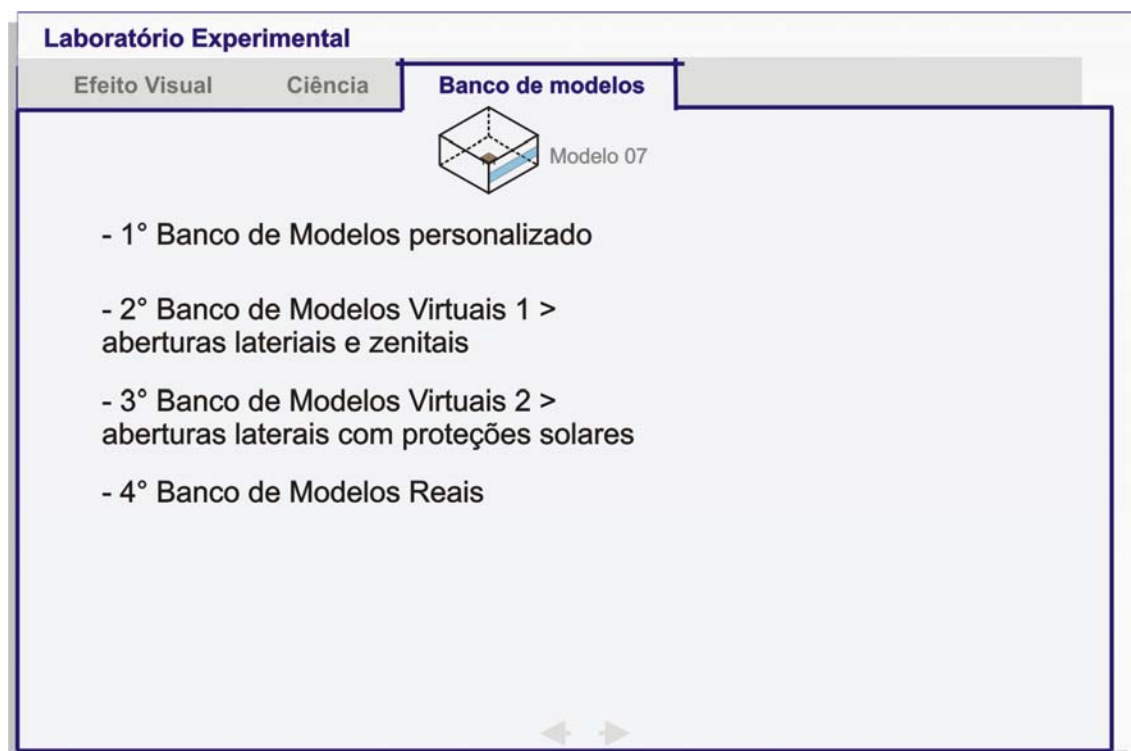 Laboratório Experimental
Efeito Visual Ciência Banco de modelos
Modelo 07
- 1° Banco de Modelos personalizado
- 2° Banco de Modelos Virtuais 1 >
aberturas lateriais e zenitais
- 3° Banco de Modelos Virtuais 2 >
aberturas laterais com proteções solares
- 4° Banco de Modelos Reais